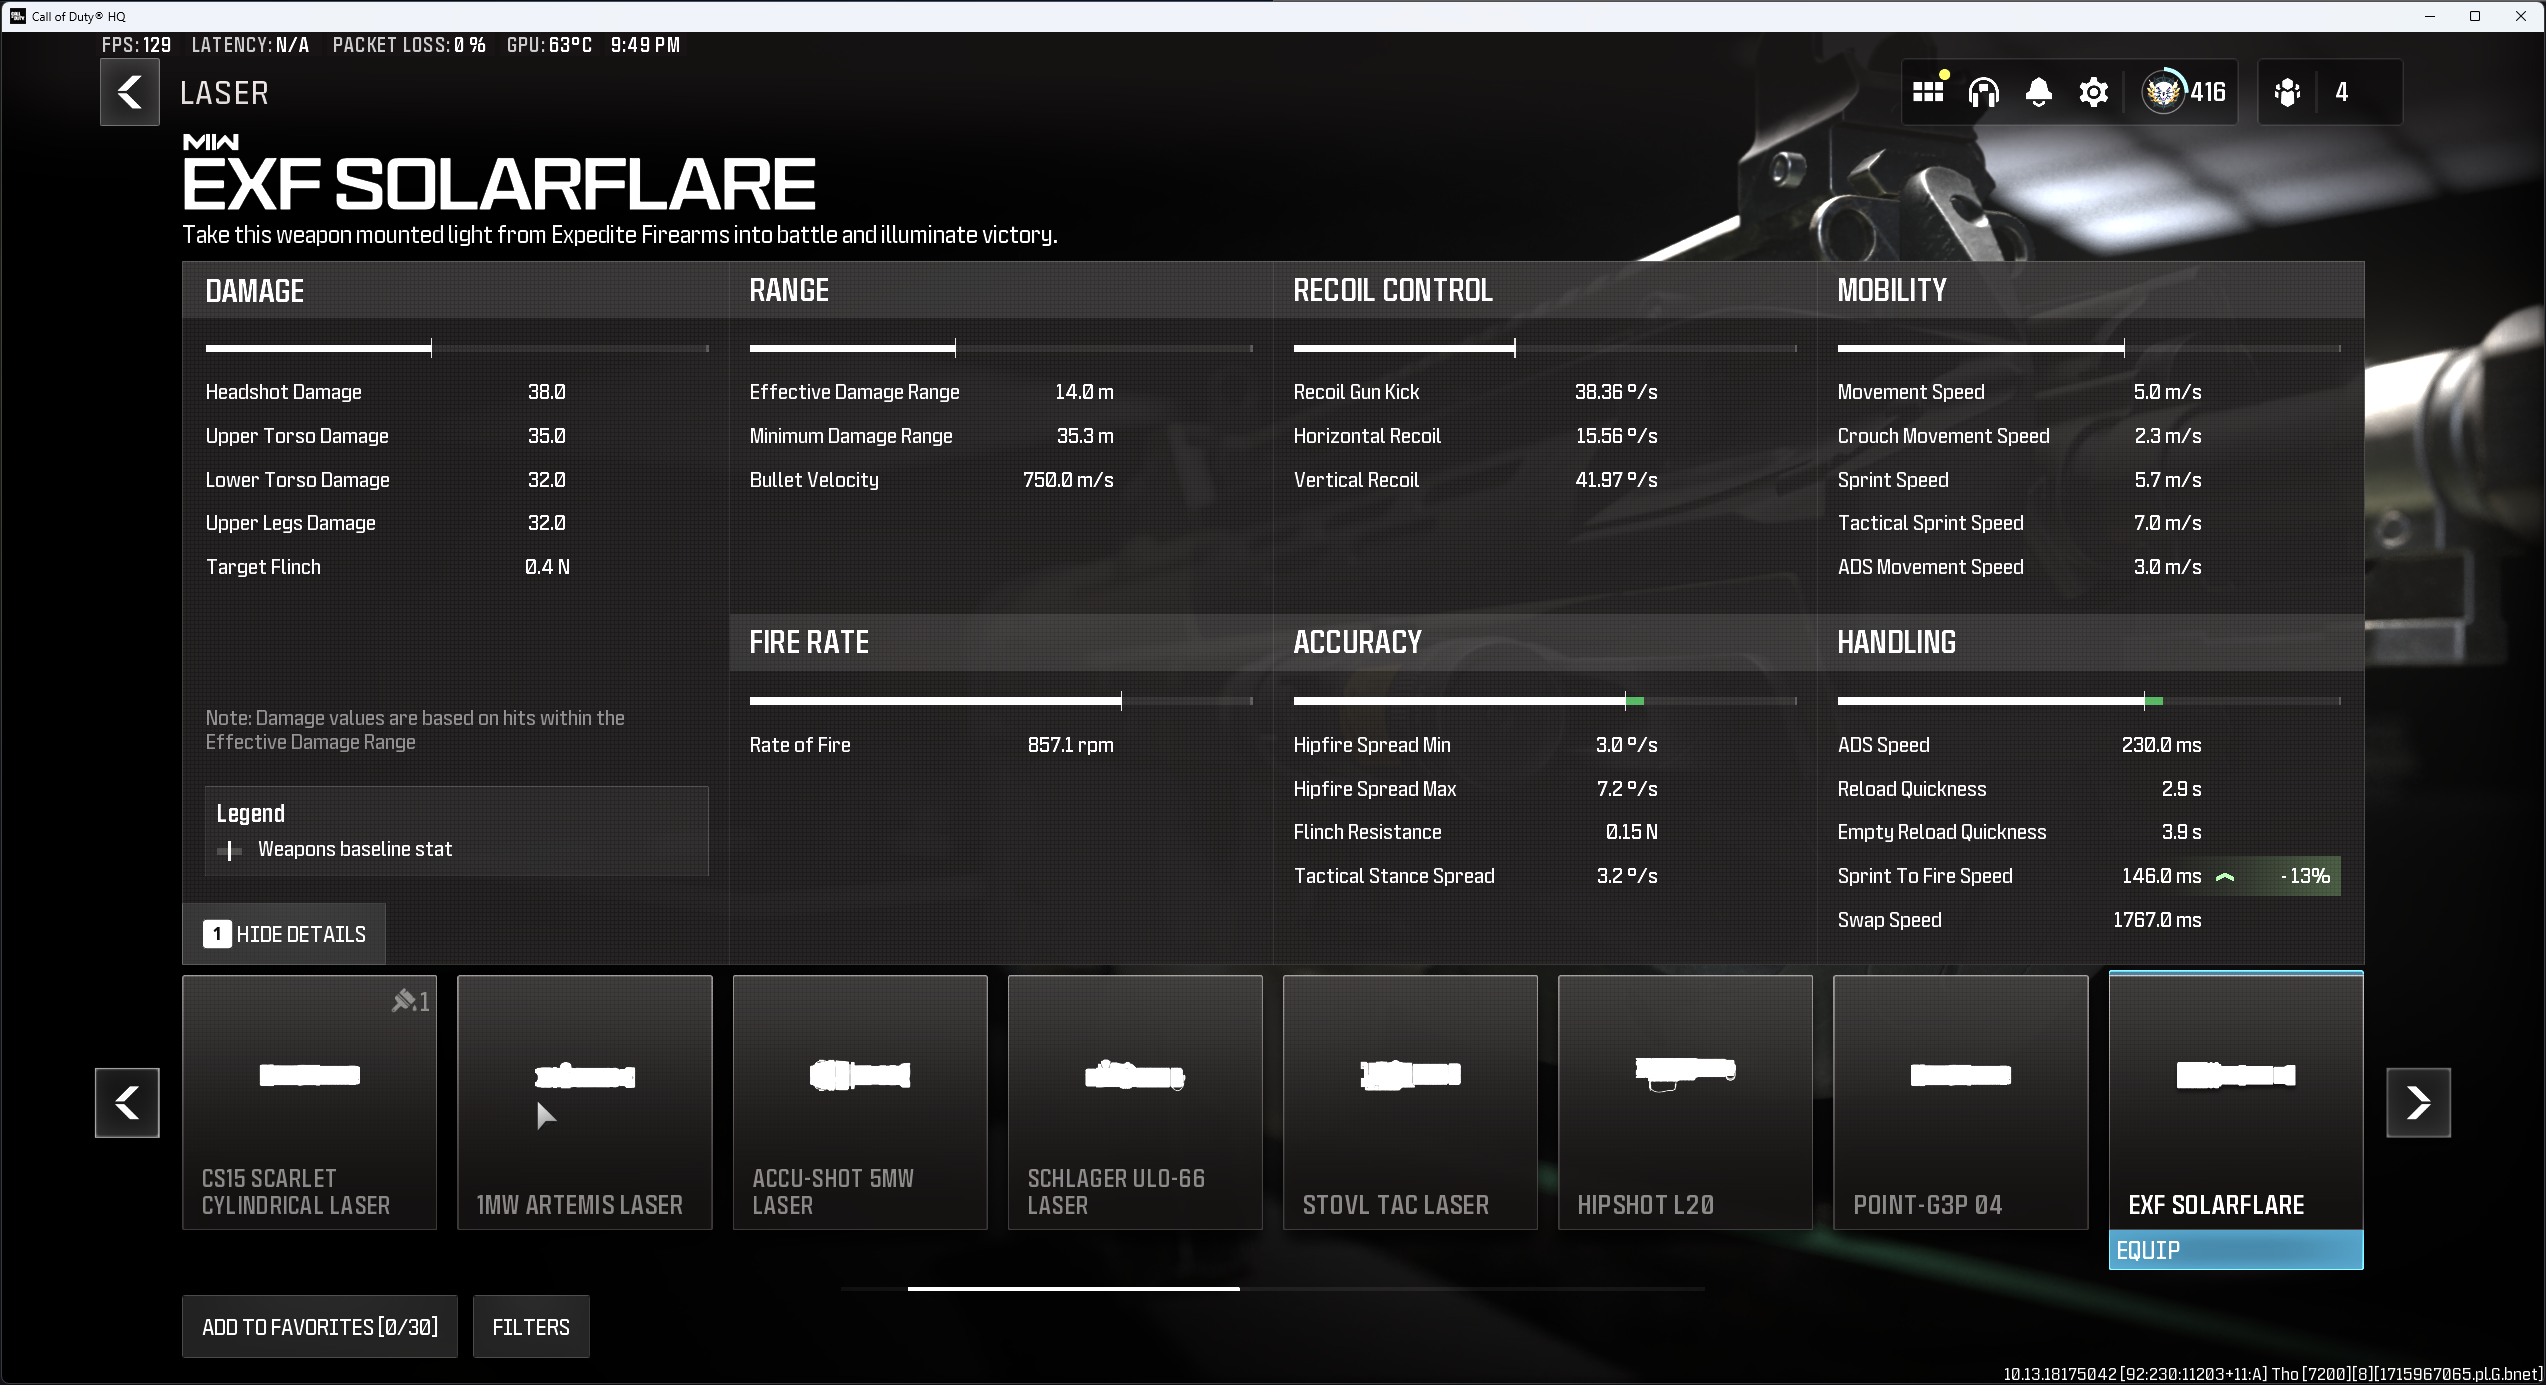 Call of Duty® HQ
FPS: 129 LATENCY: N/A PACKET LOSS: 0 % GPU: 63°C 9:49 PM
LASER
416
4
MW
EXF SOLARFLARE
Take this weapon mounted light from Expedite Firearms into battle and illuminate victory.
DAMAGE
Headshot Damage 38.0
Upper Torso Damage 35.0
Lower Torso Damage 32.0
Upper Legs Damage 32.0
Target Flinch 0.4 N
Note: Damage values are based on hits within the
Effective Damage Range
Legend
Weapons baseline stat
1 HIDE DETAILS
RANGE
Effective Damage Range 14.0 m
Minimum Damage Range 35.3 m
Bullet Velocity 750.0 m/s
FIRE RATE
Rate of Fire 857.1 rpm
RECOIL CONTROL
Recoil Gun Kick 38.36 º/s
Horizontal Recoil 15.56 º/s
Vertical Recoil 41.97 º/s
ACCURACY
Hipfire Spread Min 3.0 º/s
Hipfire Spread Max 7.2 º/s
Flinch Resistance 0.15 N
Tactical Stance Spread 3.2 º/s
MOBILITY
Movement Speed 5.0 m/s
Crouch Movement Speed 2.3 m/s
Sprint Speed 5.7 m/s
Tactical Sprint Speed 7.0 m/s
ADS Movement Speed 3.0 m/s
HANDLING
ADS Speed 230.0 ms
Reload Quickness 2.9 s
Empty Reload Quickness 3.9 s
Sprint To Fire Speed 146.0 ms -13%
Swap Speed 1767.0 ms
1
CS15 SCARLET
CYLINDRICAL LASER
1MW ARTEMIS LASER
ACCU-SHOT 5MW
LASER
SCHLAGER ULO-66
LASER
STOVL TAC LASER
HIPSHOT L20
POINT-G3P 04
EXF SOLARFLARE
EQUIP
ADD TO FAVORITES [0/30]
FILTERS
10.13.18175042 [92:230:11203+11:A] Tho [7200][8][1715967065.pl.G.bnet]